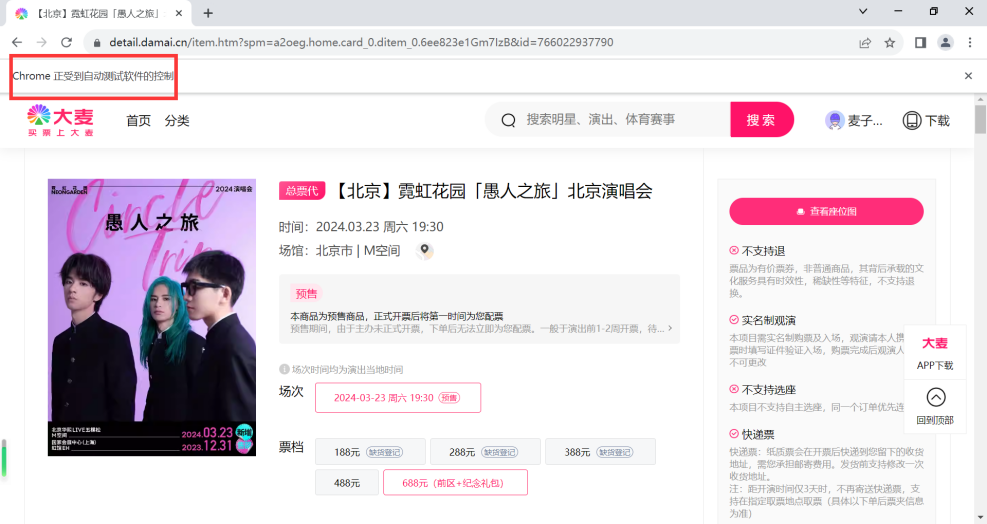 【北京】霓虹花园「愚人之旅」
detail.damai.cn/item.htm?spm=a2oeg.home.card_0.ditem_0.6ee823e1Gm7IzB&id=766022937790
Chrome 正受到自动测试软件的控制
大麦
买票上大麦
首页 分类
搜索明星、演出、体育赛事
搜索
麦子...
下载
霓虹花园
NEONGARDEN
2024 演唱会
Circle Trip
愚人之旅
北京华熙LIVE五棵松
M空间
2024.03.23
新增
国家会展中心(上海)
虹馆EH
2023.12.31
总票代
【北京】霓虹花园「愚人之旅」北京演唱会
时间：2024.03.23 周六 19:30
场馆：北京市 | M空间
预售
本商品为预售商品，正式开票后将第一时间为您配票
预售期间，由于主办未正式开票，下单后无法立即为您配票。一般于演出前1-2周开票，待...
场次时间均为演出当地时间
场次
2024-03-23 周六 19:30 预售
票档
188元 缺货登记
288元 缺货登记
388元 缺货登记
488元
688元（前区+纪念礼包）
查看座位图
不支持退
票品为有价票券，非普通商品，其背后承载的文
化服务具有时效性，稀缺性等特征，不支持退
换。
实名制观演
本项目需实名制购票及入场，观演请本人携
票时填写证件验证入场，购票完成后观演人
不可更改
不支持选座
本项目不支持自主选座，同一个订单优先连
快递票
快递票：纸质票会在开票后快递到您留下的收货
地址，需您承担邮寄费用。发货前支持修改一次
收货地址。
注：距开演时间仅3天时，不再寄送快递票，支
持在指定取票地点取票（具体以下单后票夹信息
为准）
大麦
APP下载
回到顶部